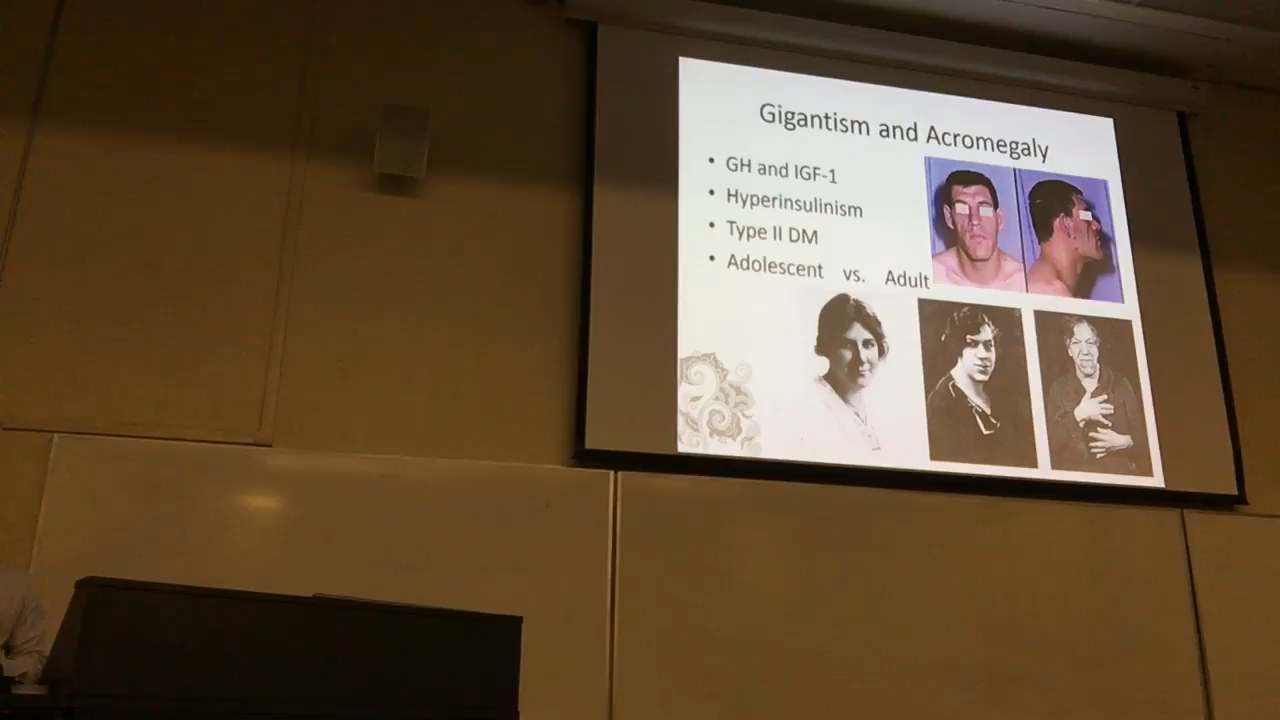 Gigantism and Acromegaly
• GH and IGF-1
• Hyperinsulinism
• Type II DM
• Adolescent vs. Adult